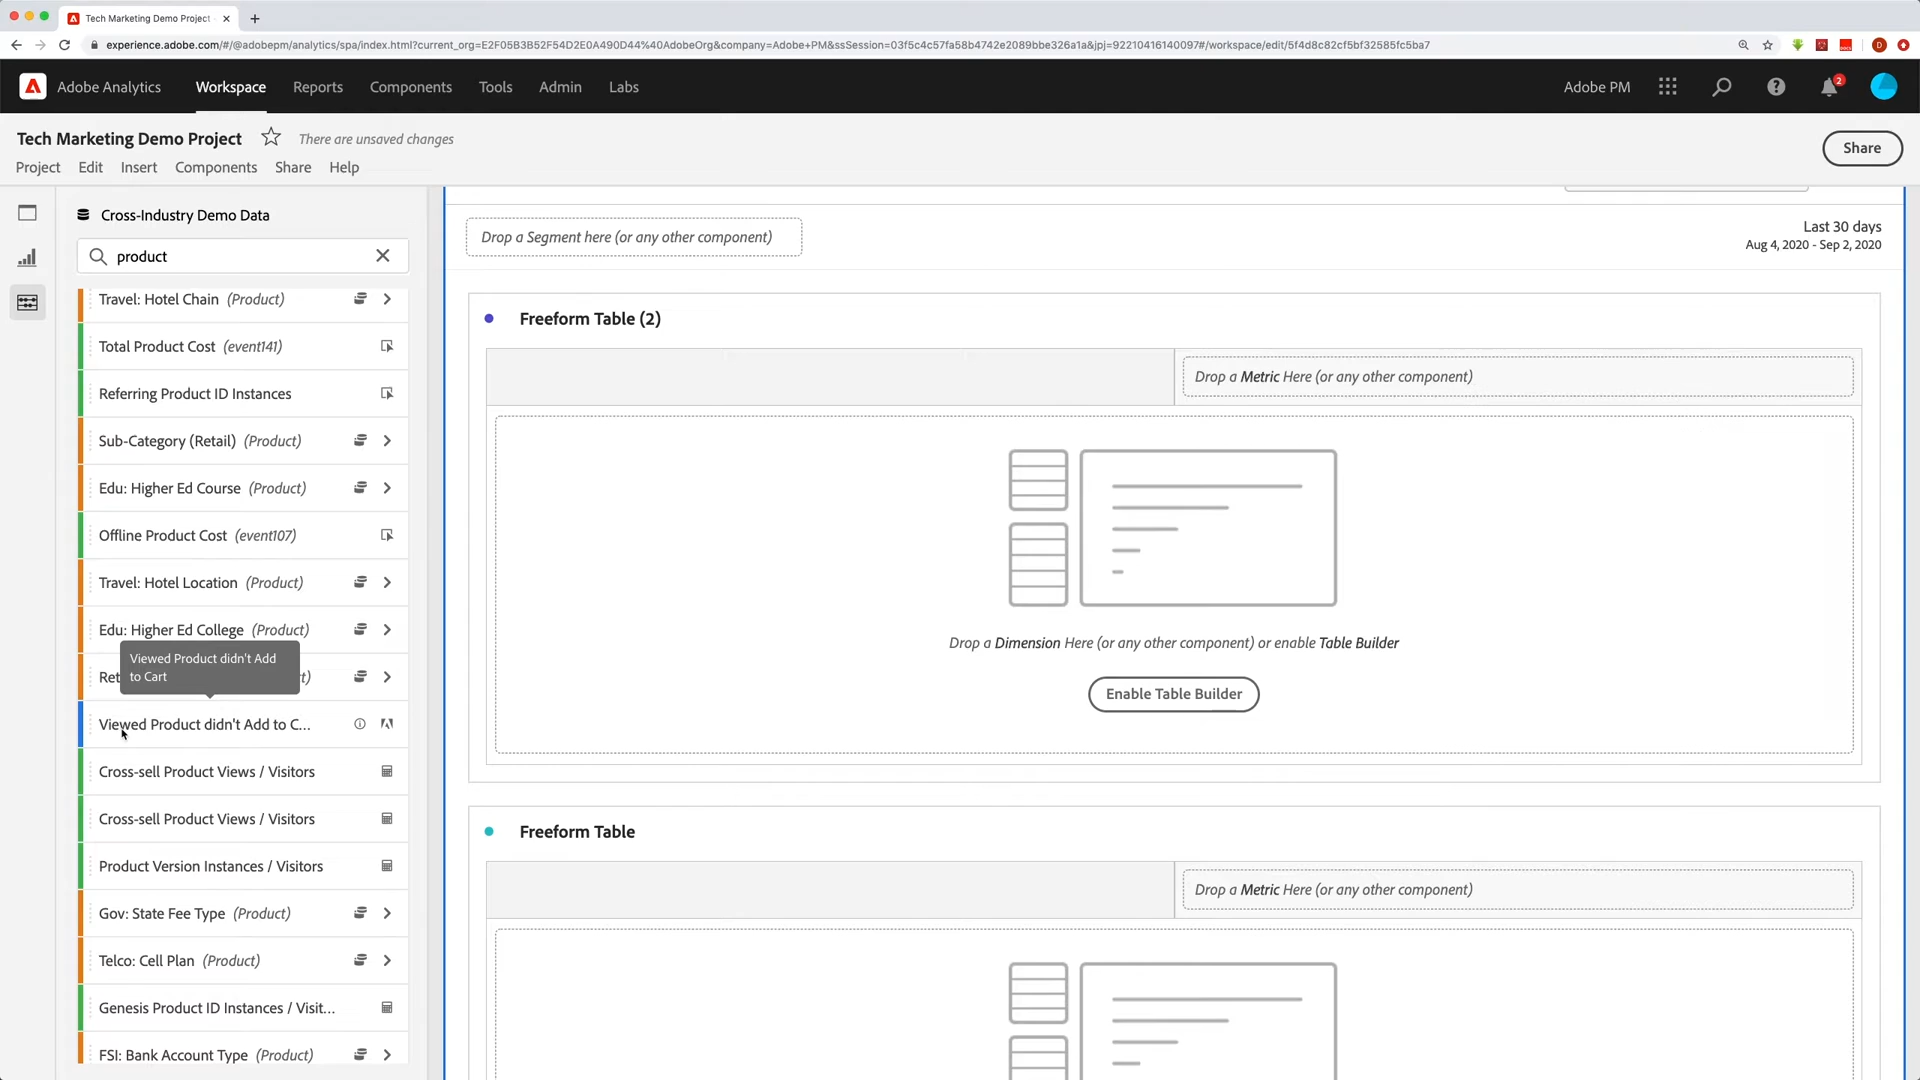 Tech Marketing Demo Project
experience.adobe.com/#/@adobepm/analytics/spa/index.html?current_org=E2F05B3B52F54D2E0A490D44%40AdobeOrg&company=Adobe+PM&ssSession=03f5c4c57fa58b4742e2089bbe326a1a&jpj=92210416140097#/workspace/edit/5f4d8c82cf5bf32585fc5ba7
D
Adobe Analytics Workspace Reports Components Tools Admin Labs Adobe PM 2
Tech Marketing Demo Project There are unsaved changes
Share
Project Edit Insert Components Share Help
Cross-Industry Demo Data
product
Travel: Hotel Chain (Product)
Total Product Cost (event141)
Referring Product ID Instances
Sub-Category (Retail) (Product)
Edu: Higher Ed Course (Product)
Offline Product Cost (event107)
Travel: Hotel Location (Product)
Edu: Higher Ed College (Product)
Viewed Product didn't Add
to Cart
Viewed Product didn't Add to C...
Cross-sell Product Views / Visitors
Cross-sell Product Views / Visitors
Product Version Instances / Visitors
Gov: State Fee Type (Product)
Telco: Cell Plan (Product)
Genesis Product ID Instances / Visit...
FSI: Bank Account Type (Product)
Drop a Segment here (or any other component)
Last 30 days
Aug 4, 2020 - Sep 2, 2020
Freeform Table (2)
Drop a Metric Here (or any other component)
Drop a Dimension Here (or any other component) or enable Table Builder
Enable Table Builder
Freeform Table
Drop a Metric Here (or any other component)